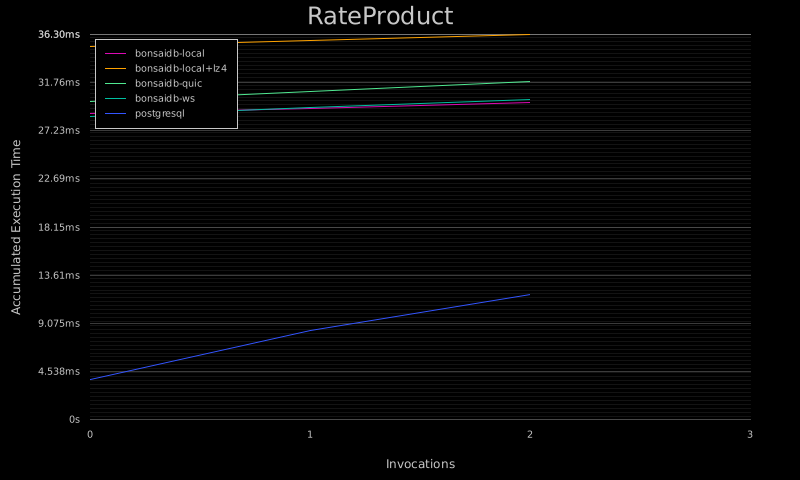 RateProduct
36.30ms
bonsaidb-local
bonsaidb-local+lz4
bonsaidb-quic
bonsaidb-ws
postgresql
31.76ms
27.23ms
22.69ms
18.15ms
13.61ms
9.075ms
4.538ms
0s
Accumulated Execution Time
0 1 2 3
Invocations